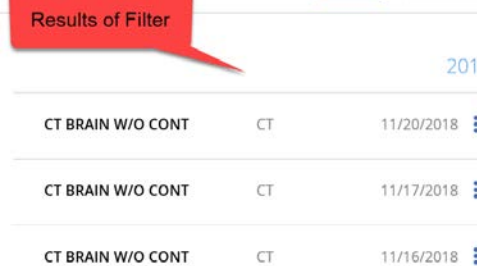 Results of Filter
201
CT BRAIN W/O CONT CT 11/20/2018
CT BRAIN W/O CONT CT 11/17/2018
CT BRAIN W/O CONT CT 11/16/2018